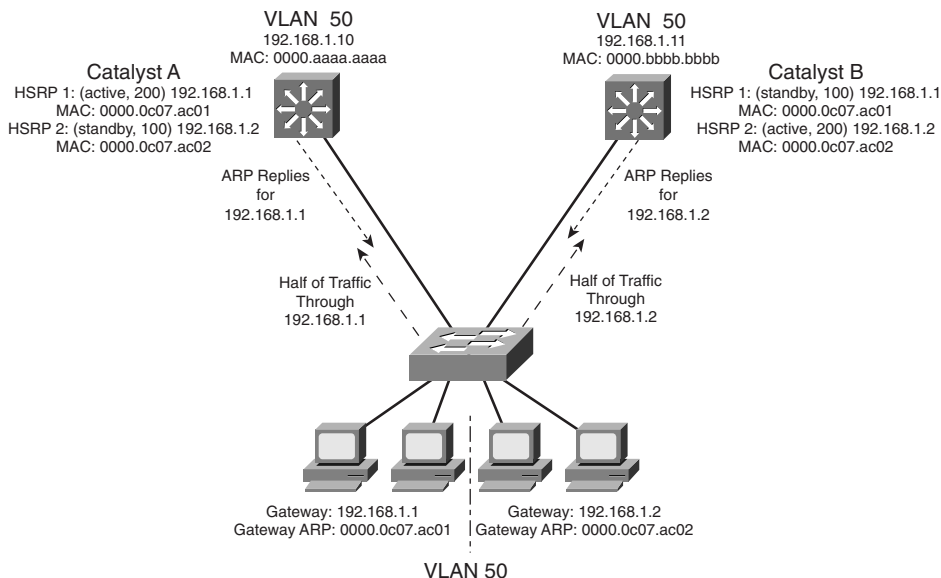 VLAN 50
192.168.1.10
MAC: 0000.aaaa.aaaa
VLAN 50
192.168.1.11
MAC: 0000.bbbb.bbbb
Catalyst A
HSRP 1: (active, 200) 192.168.1.1
MAC: 0000.0c07.ac01
HSRP 2: (standby, 100) 192.168.1.2
MAC: 0000.0c07.ac02
Catalyst B
HSRP 1: (standby, 100) 192.168.1.1
MAC: 0000.0c07.ac01
HSRP 2: (active, 200) 192.168.1.2
MAC: 0000.0c07.ac02
ARP Replies
for
192.168.1.1
ARP Replies
for
192.168.1.2
Half of Traffic
Through
192.168.1.1
Half of Traffic
Through
192.168.1.2
Gateway: 192.168.1.1
Gateway ARP: 0000.0c07.ac01
Gateway: 192.168.1.2
Gateway ARP: 0000.0c07.ac02
VLAN 50